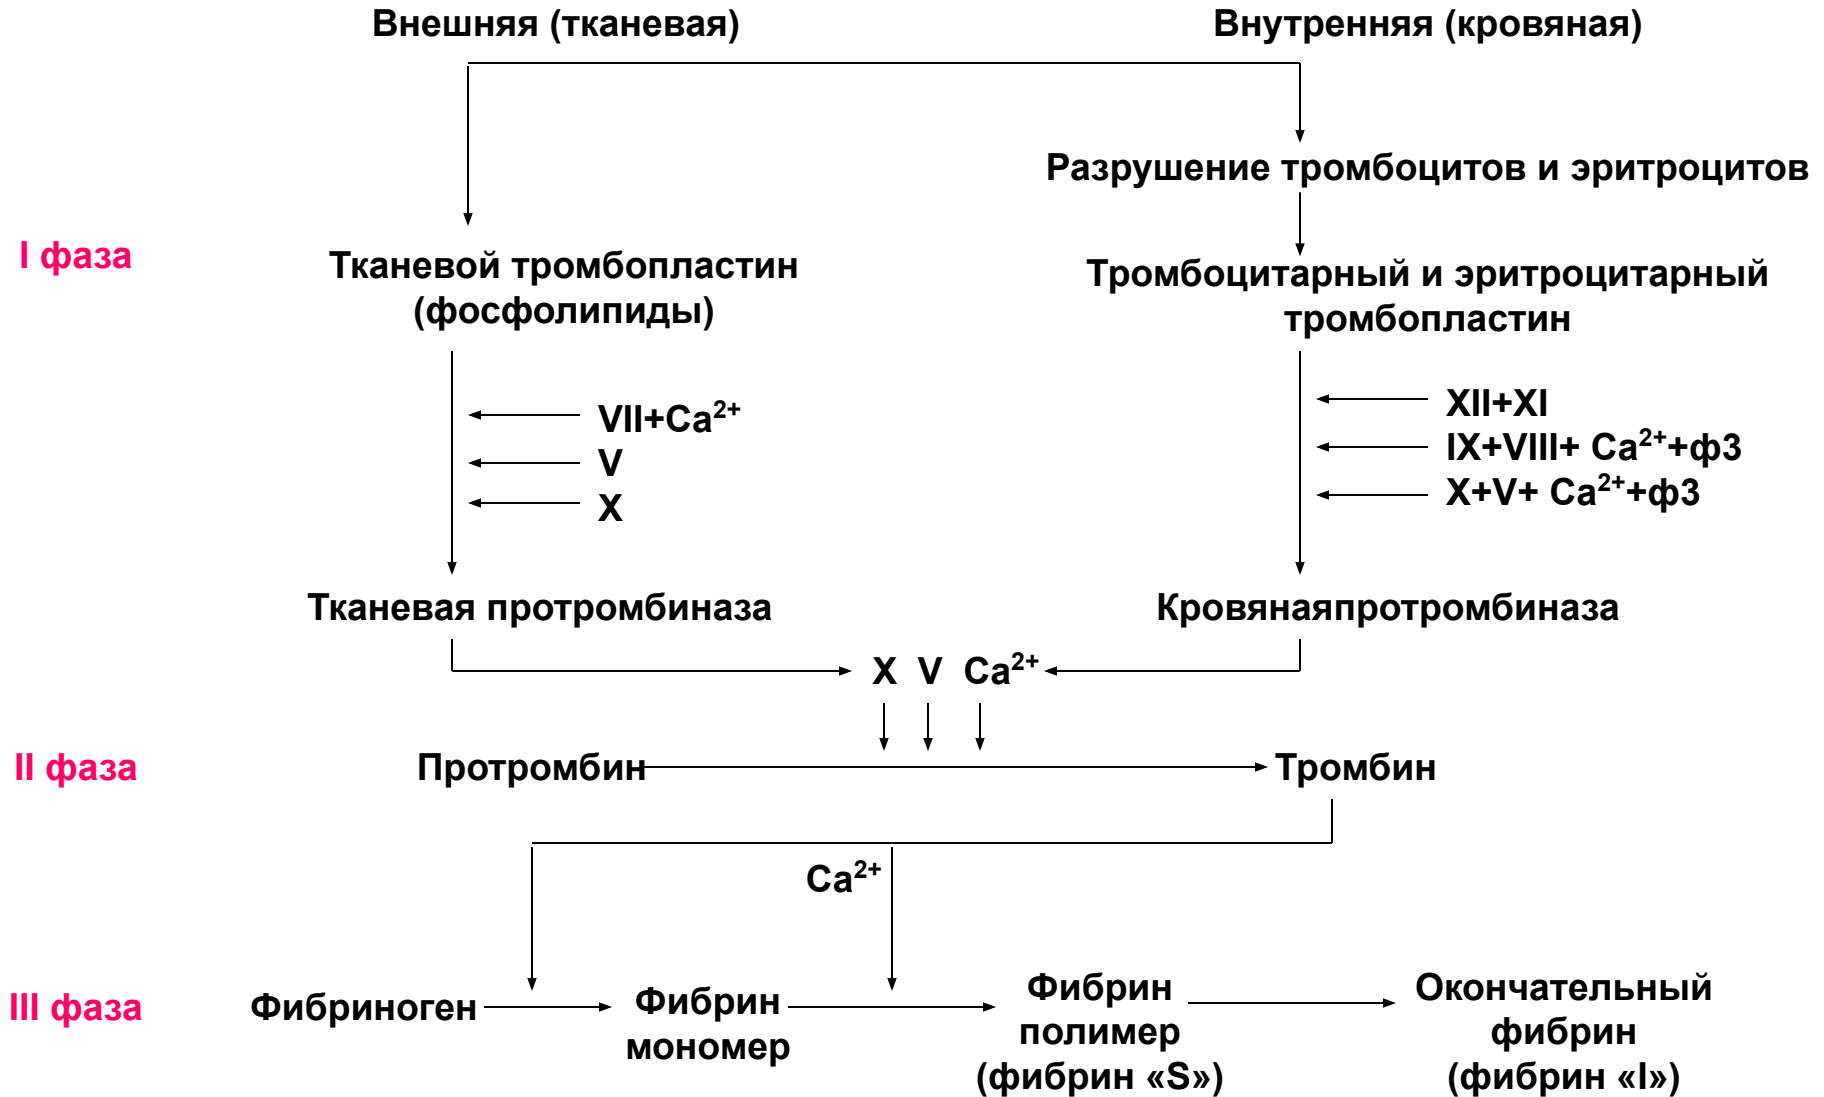 Внешняя (тканевая)
Внутренняя (кровяная)
Разрушение тромбоцитов и эритроцитов
I фаза
Тканевой тромбопластин
(фосфолипиды)
Тромбоцитарный и эритроцитарный
тромбопластин
VII+Ca²⁺
V
X
XII+XI
IX+VIII+ Ca²⁺+ф3
X+V+ Ca²⁺+ф3
Тканевая протромбиназа
Кровянаяпротромбиназа
X V Ca²⁺
II фаза
Протромбин
Тромбин
Ca²⁺
III фаза
Фибриноген
Фибрин
мономер
Фибрин
полимер
(фибрин «S»)
Окончательный
фибрин
(фибрин «I»)